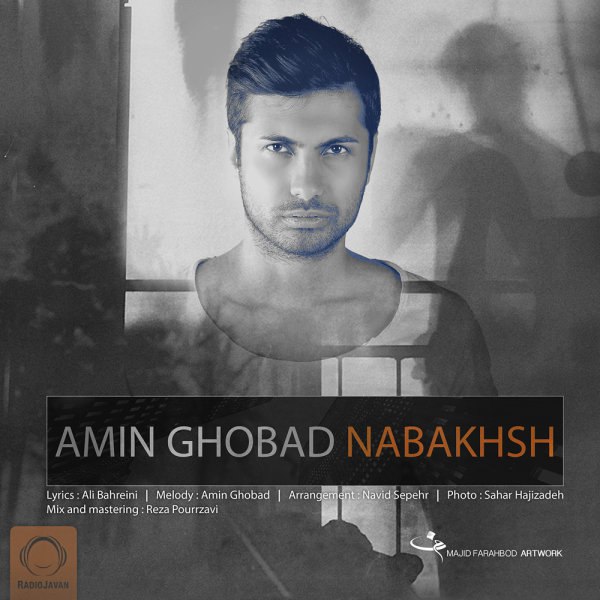 AMIN GHOBAD NABAKHSH
Lyrics : Ali Bahreini | Melody : Amin Ghobad | Arrangement : Navid Sepehr | Photo : Sahar Hajizadeh
Mix and mastering : Reza Pourrzavi
MAJID FARAHBOD ARTWORK
RADIOJAVAN